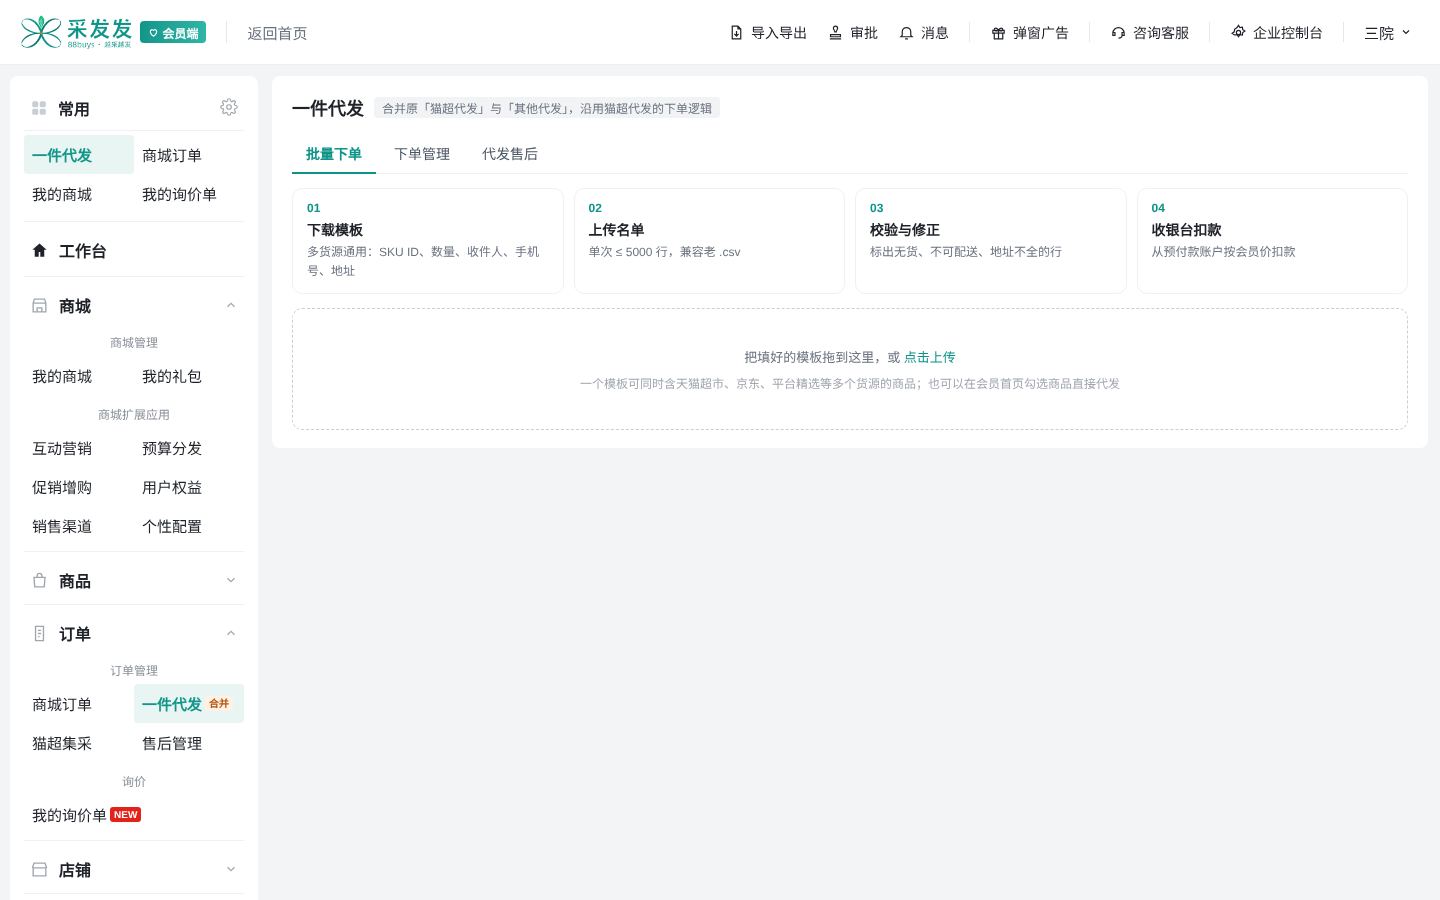 采发发
88buys · 越采越发
会员端
返回首页
导入导出
审批
消息
弹窗广告
咨询客服
企业控制台
三院
常用
一件代发
商城订单
我的商城
我的询价单
工作台
商城
商城管理
我的商城
我的礼包
商城扩展应用
互动营销
预算分发
促销增购
用户权益
销售渠道
个性配置
商品
订单
订单管理
商城订单
一件代发 合并
猫超集采
售后管理
询价
我的询价单 NEW
店铺
一件代发
合并原「猫超代发」与「其他代发」，沿用猫超代发的下单逻辑
批量下单
下单管理
代发售后
01
下载模板
多货源通用：SKU ID、数量、收件人、手机
号、地址
02
上传名单
单次 ≤ 5000 行，兼容老 .csv
03
校验与修正
标出无货、不可配送、地址不全的行
04
收银台扣款
从预付款账户按会员价扣款
把填好的模板拖到这里，或 点击上传
一个模板可同时含天猫超市、京东、平台精选等多个货源的商品；也可以在会员首页勾选商品直接代发